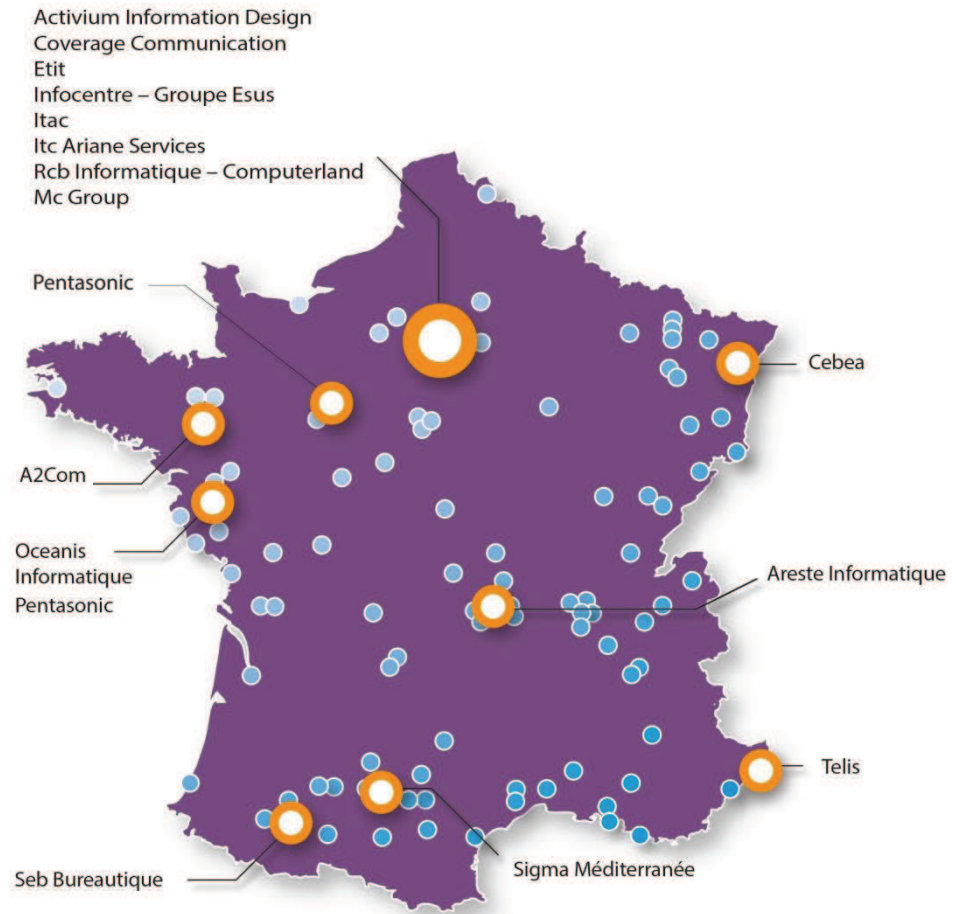 Activium Information Design
Coverage Communication
Etit
Infocentre – Groupe Esus
Itac
Itc Ariane Services
Rcb Informatique – Computerland
Mc Group
Pentasonic
Cebea
A2Com
Oceanis
Informatique
Pentasonic
Areste Informatique
Telis
Sigma Méditerranée
Seb Bureautique